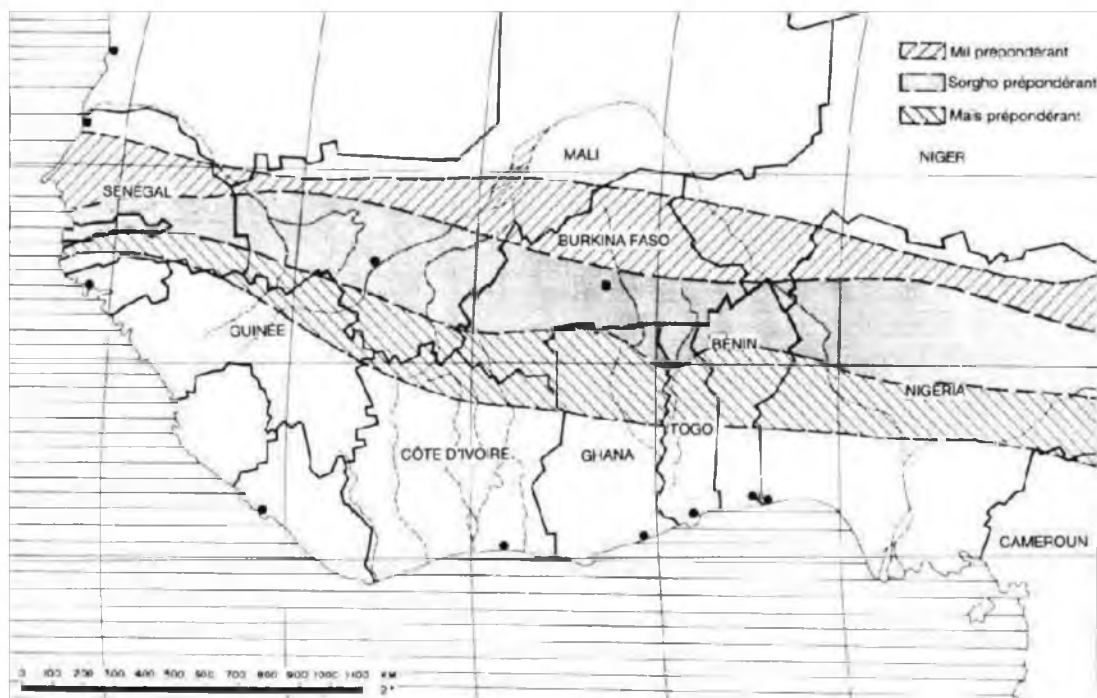 Mil prépondérant
Sorgho prépondérant
Maïs prépondérant
MALI
NIGER
SÉNÉGAL
BURKINA FASO
GUINÉE
BÉNIN
NIGÉRIA
TOGO
CÔTE D'IVOIRE
GHANA
CAMEROUN
0 100 200 300 400 500 600 700 800 900 1000 1100 KM